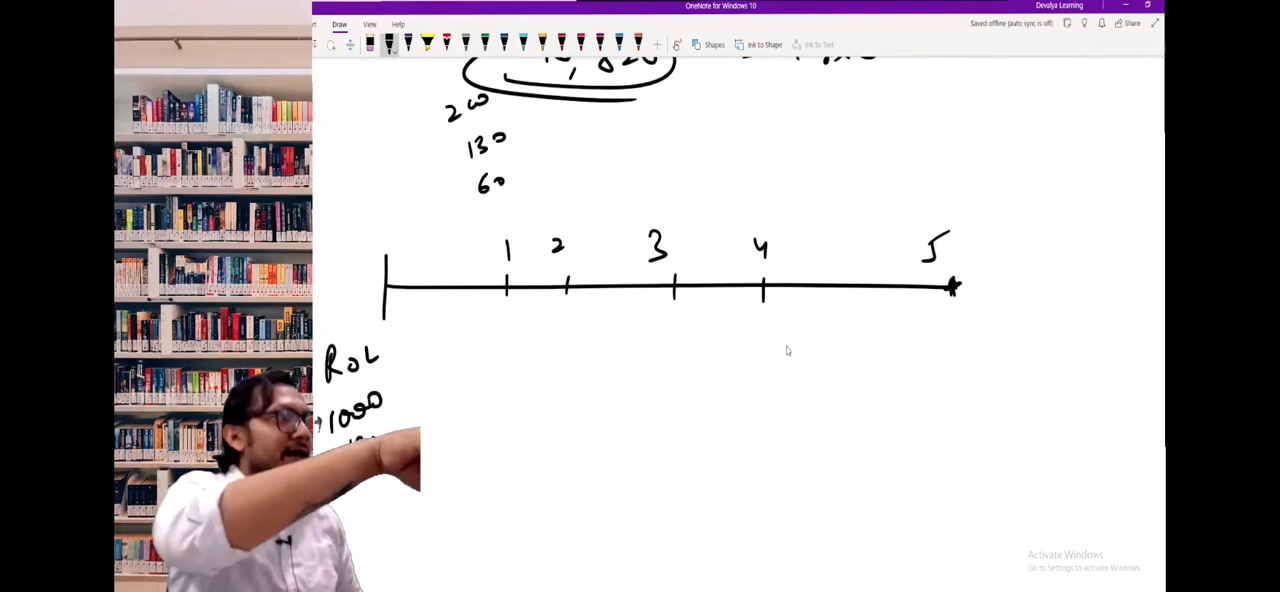 OneNote for Windows 10
Devalya Learning
Draw View Help
Saved offline (auto sync is off)
Share
Shapes
Ink to Shape
Ink to Text
200
130
60
1 2 3 4 5
ROL
1000
Activate Windows
Go to Settings to activate Windows.